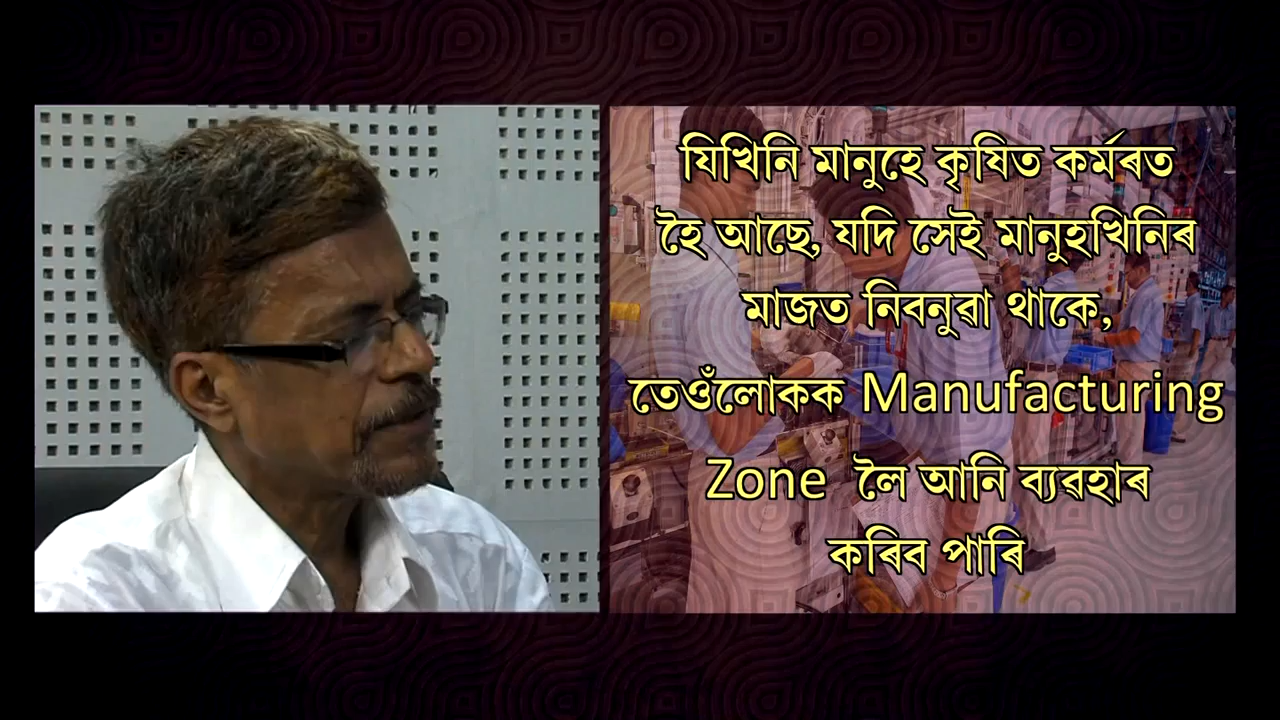 যিখিনি মানুহে কৃষিত কৰ্মৰত
হৈ আছে, যদি সেই মানুহখিনিৰ
মাজত নিবনুৱা থাকে,
তেওঁলোকক Manufacturing
Zone লৈ আনি ব্যৱহাৰ
কৰিব পাৰি